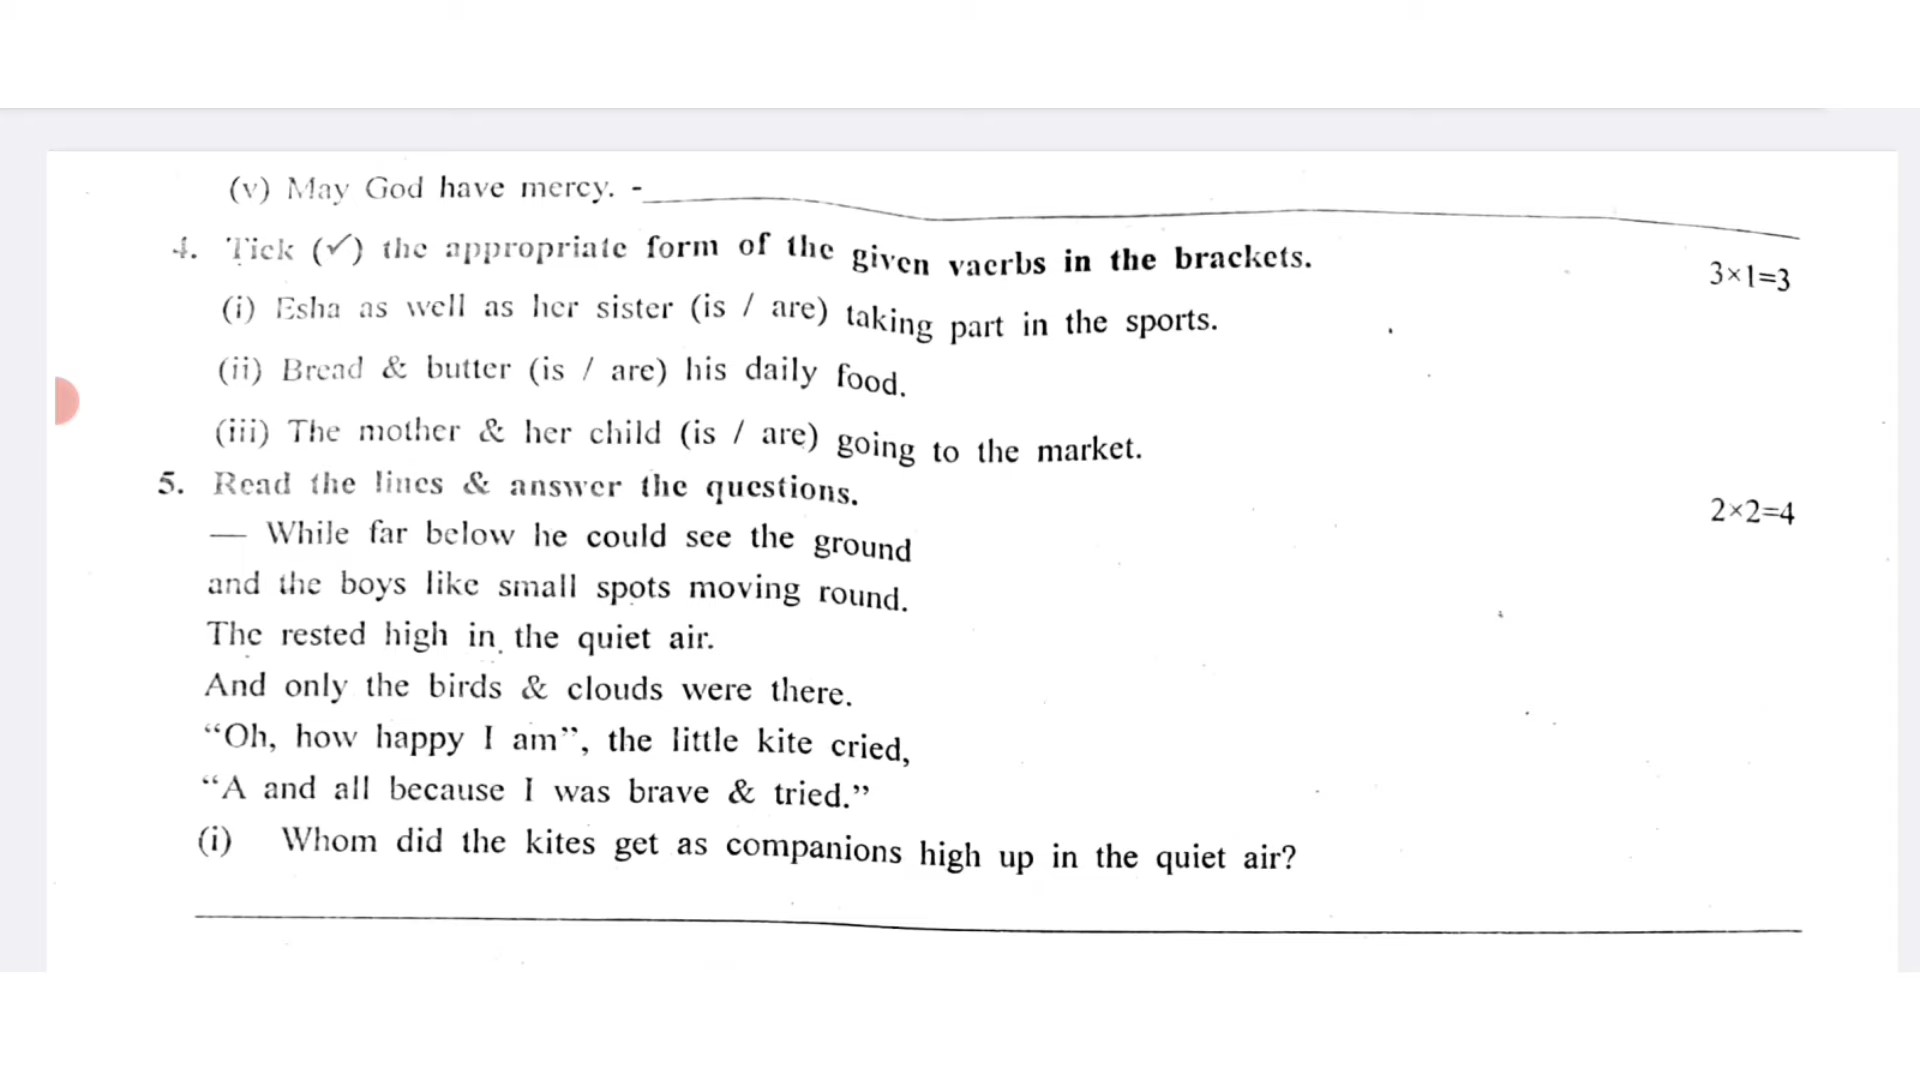 (v) May God have mercy. -
4. Tick (✓) the appropriate form of the given vaerbs in the brackets. 3×1=3
(i) Esha as well as her sister (is / are) taking part in the sports.
(ii) Bread & butter (is / are) his daily food.
(iii) The mother & her child (is / are) going to the market.
5. Read the lines & answer the questions. 2×2=4
— While far below he could see the ground
and the boys like small spots moving round.
The rested high in the quiet air.
And only the birds & clouds were there.
“Oh, how happy I am”, the little kite cried,
“A and all because I was brave & tried.”
(i) Whom did the kites get as companions high up in the quiet air?